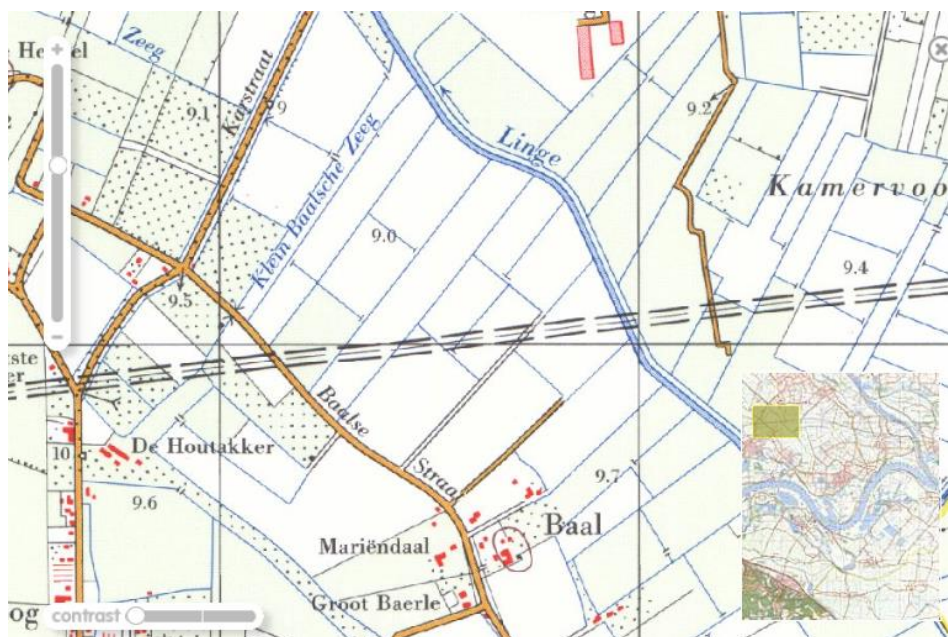 Zeeg
9.1
Karstraat
9
Klein Baalsche Zeeg
Linge
9.2
Kamervoo
9.0
9.4
9.5
Baalse
Straat
De Houtakker
10
9.6
9.7
Baal
Mariëndaal
Groot Baerle
og
contrast